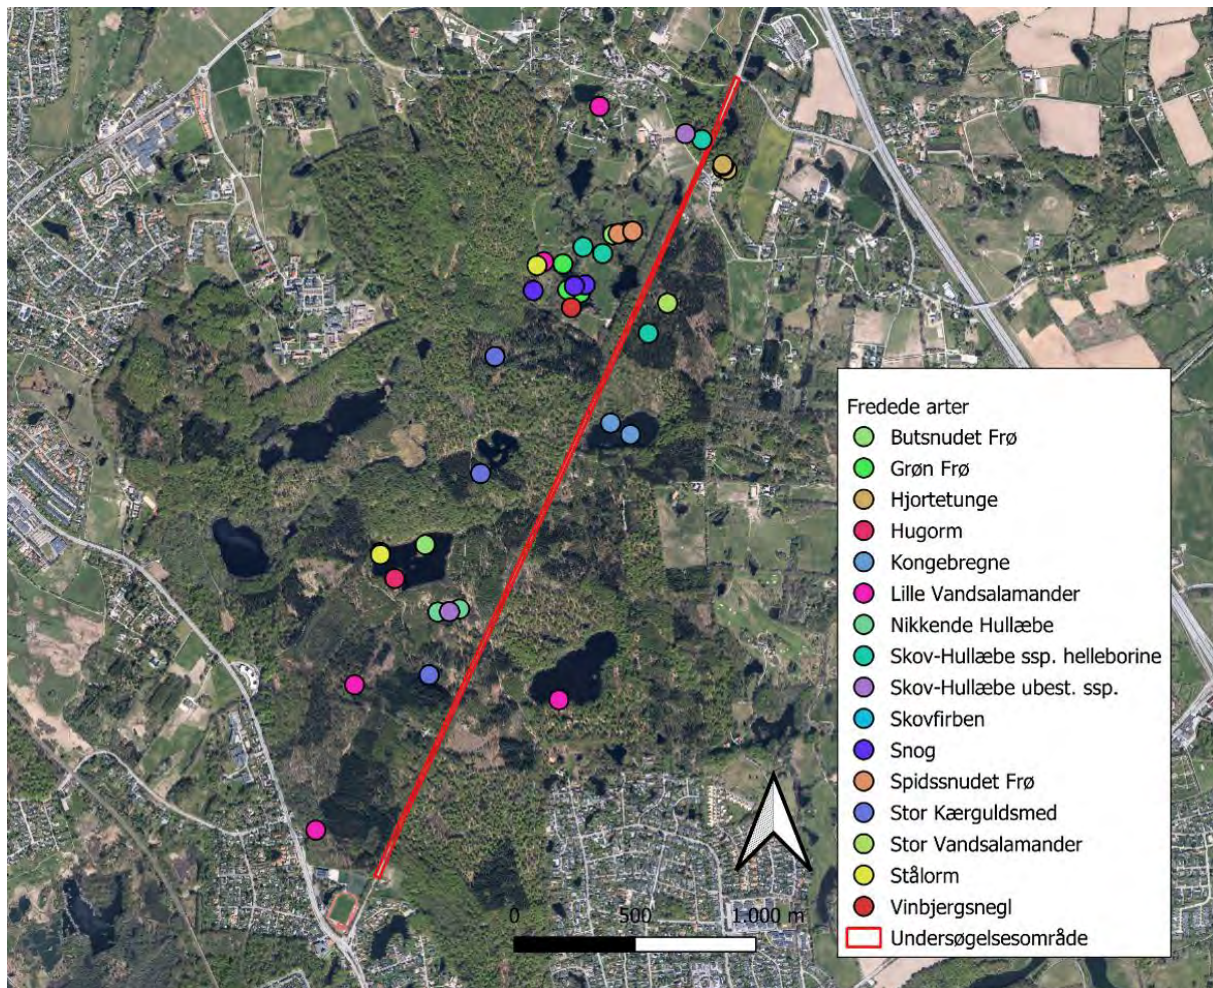 Fredede arter
Butsnudet Frø
Grøn Frø
Hjortetunge
Hugorm
Kongebregne
Lille Vandsalamander
Nikkende Hullæbe
Skov-Hullæbe ssp. helleborine
Skov-Hullæbe ubest. ssp.
Skovfirben
Snog
Spidssnudet Frø
Stor Kærguldsmed
Stor Vandsalamander
Stålorm
Vinbjergsnegl
Undersøgelsesområde
0 500 1.000 m